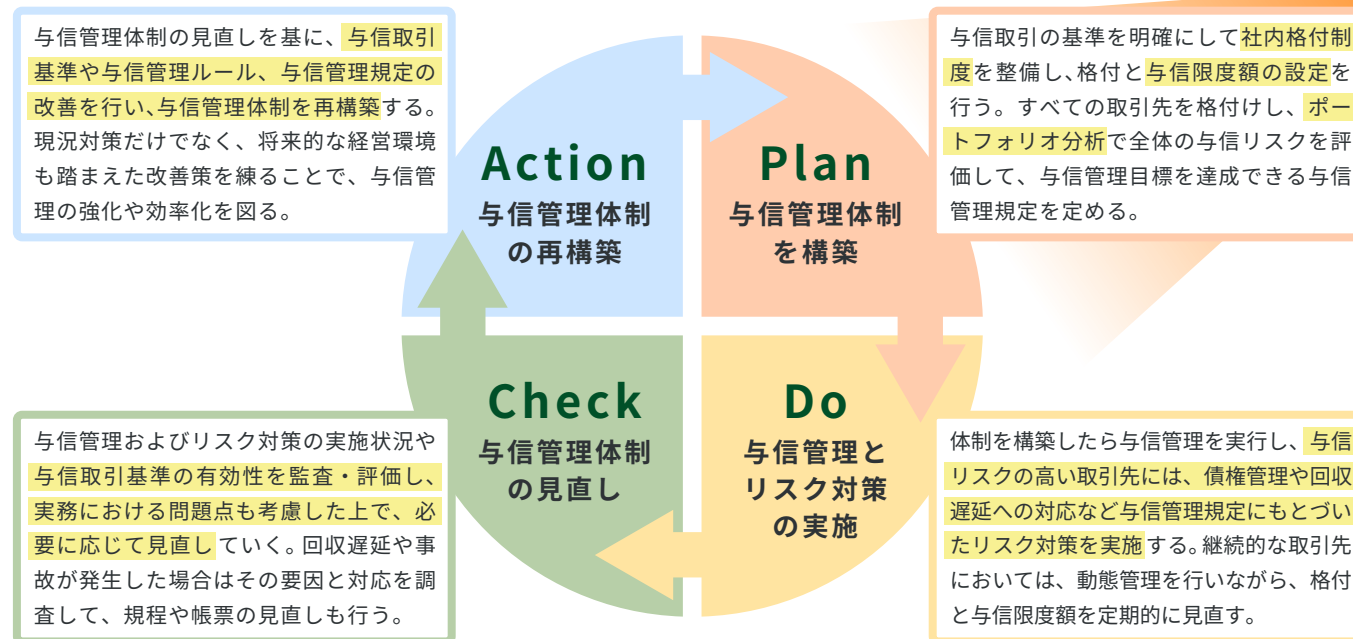 与信管理体制の見直しを基に、与信取引
基準や与信管理ルール、与信管理規定の
改善を行い、与信管理体制を再構築する。
現況対策だけでなく、将来的な経営環境
も踏まえた改善策を練ることで、与信管
理の強化や効率化を図る。
Action
与信管理体制
の再構築
Plan
与信管理体制
を構築
与信取引の基準を明確にして社内格付制
度を整備し、格付と与信限度額の設定を
行う。すべての取引先を格付けし、ポー
トフォリオ分析で全体の与信リスクを評
価して、与信管理目標を達成できる与信
管理規定を定める。
与信管理およびリスク対策の実施状況や
与信取引基準の有効性を監査・評価し、
実務における問題点も考慮した上で、必
要に応じて見直していく。回収遅延や事
故が発生した場合はその要因と対応を調
査して、規程や帳票の見直しも行う。
Check
与信管理体制
の見直し
Do
与信管理と
リスク対策
の実施
体制を構築したら与信管理を実行し、与信
リスクの高い取引先には、債権管理や回収
遅延への対応など与信管理規定にもとづい
たリスク対策を実施する。継続的な取引先
においては、動態管理を行いながら、格付
と与信限度額を定期的に見直す。